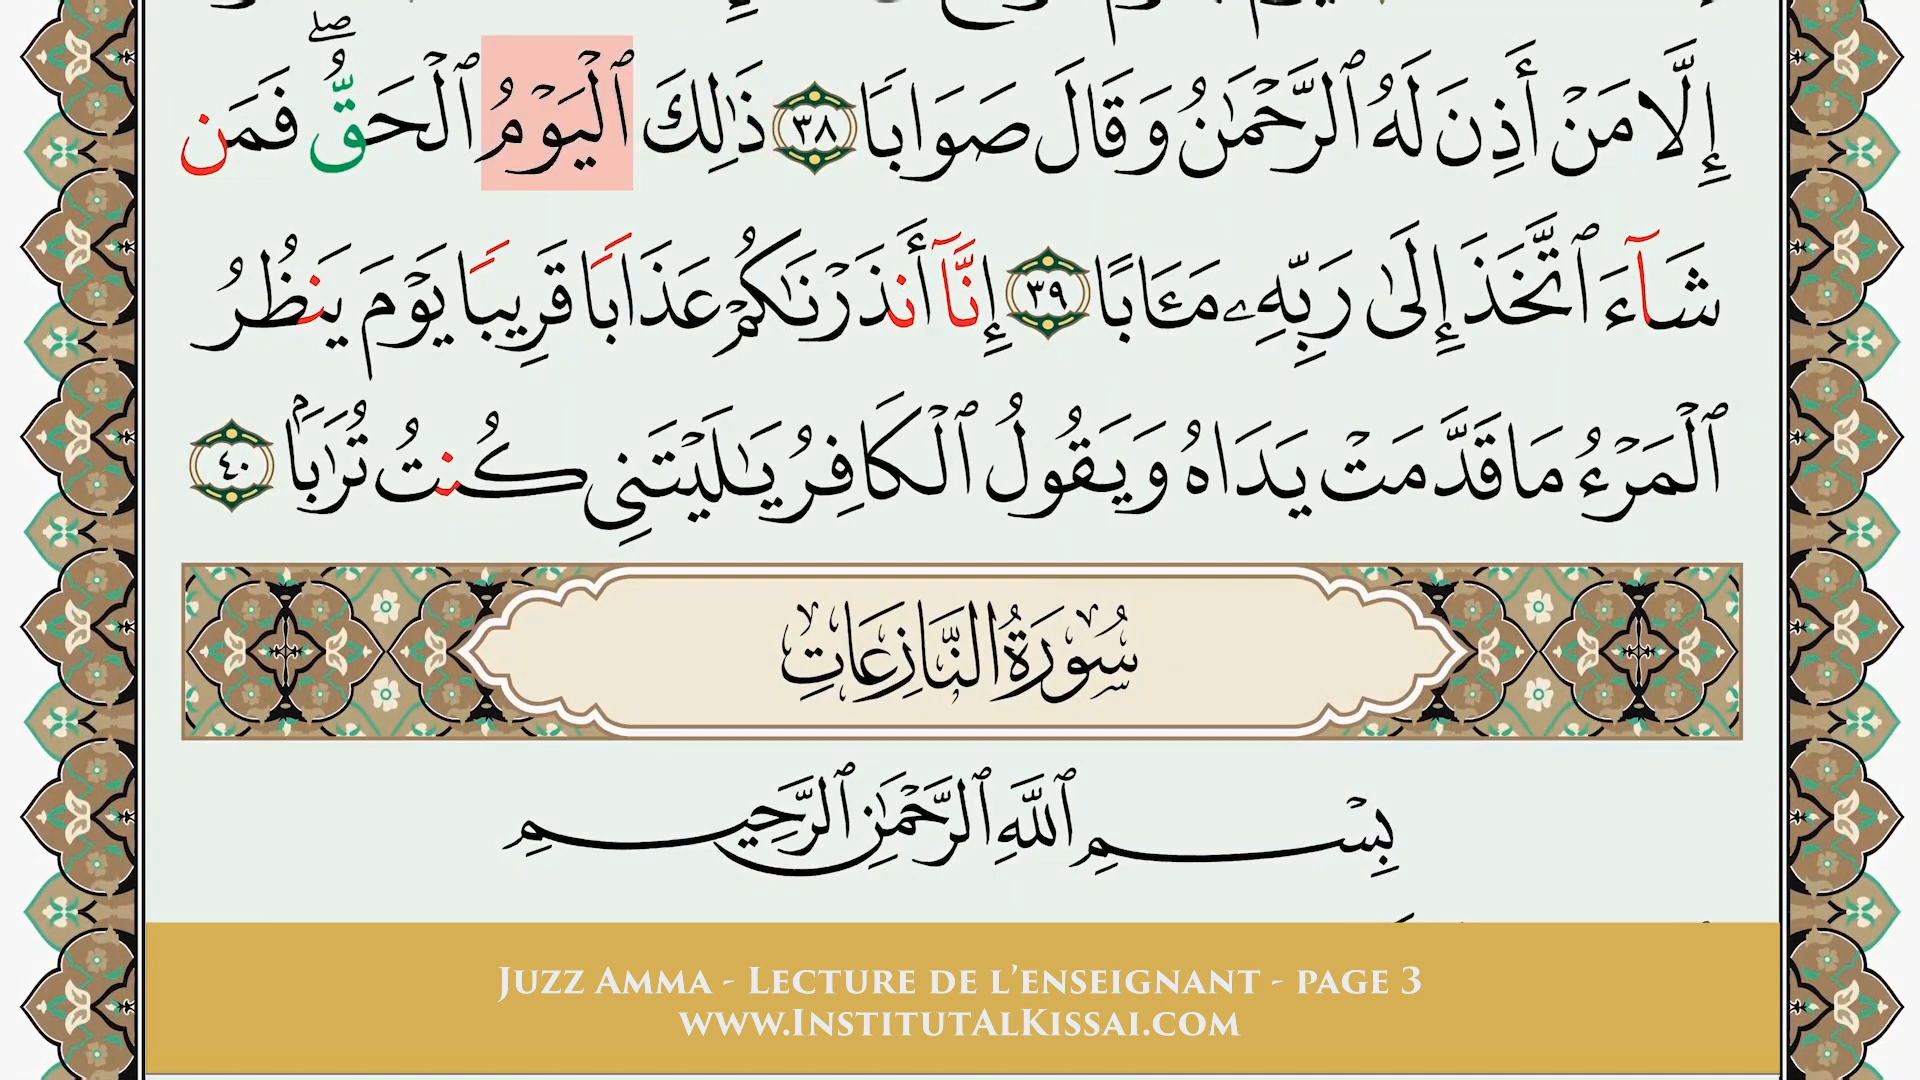 إِلَّا مَنْ أَذِنَ لَهُ ٱلرَّحْمَٰنُ وَقَالَ صَوَابًا ٣٨ ذَٰلِكَ ٱلْيَوْمُ ٱلْحَقُّ ۖ فَمَن
شَآءَ ٱتَّخَذَ إِلَىٰ رَبِّهِۦ مَـَٔابًا ٣٩ إِنَّآ أَنذَرْنَٰكُمْ عَذَابًا قَرِيبًا يَوْمَ يَنظُرُ
ٱلْمَرْءُ مَا قَدَّمَتْ يَدَاهُ وَيَقُولُ ٱلْكَافِرُ يَٰلَيْتَنِى كُنتُ تُرَٰبَۢا ٤٠
سُورَةُ النَّازِعَاتِ
بِسْمِ ٱللَّهِ ٱلرَّحْمَٰنِ ٱلرَّحِيمِ
Juzz Amma - Lecture de l’enseignant - page 3
www.InstitutAlKissai.com